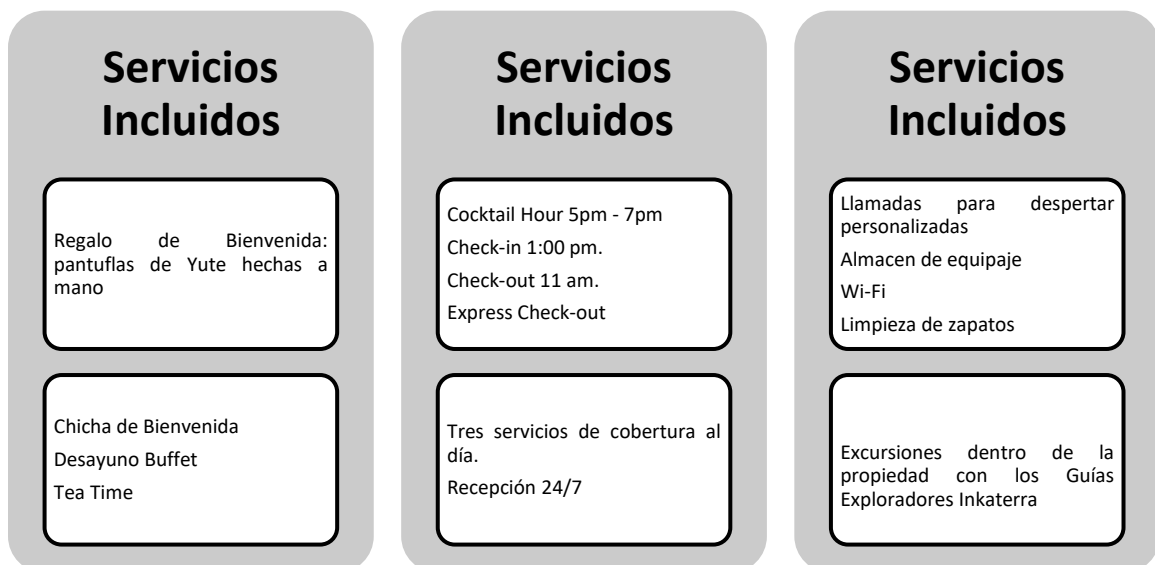 Servicios
Incluidos
Regalo de Bienvenida:
pantuflas de Yute hechas a
mano
Chicha de Bienvenida
Desayuno Buffet
Tea Time
Servicios
Incluidos
Cocktail Hour 5pm - 7pm
Check-in 1:00 pm.
Check-out 11 am.
Express Check-out
Tres servicios de cobertura al
día.
Recepción 24/7
Servicios
Incluidos
Llamadas para despertar
personalizadas
Almacen de equipaje
Wi-Fi
Limpieza de zapatos
Excursiones dentro de la
propiedad con los Guías
Exploradores Inkaterra